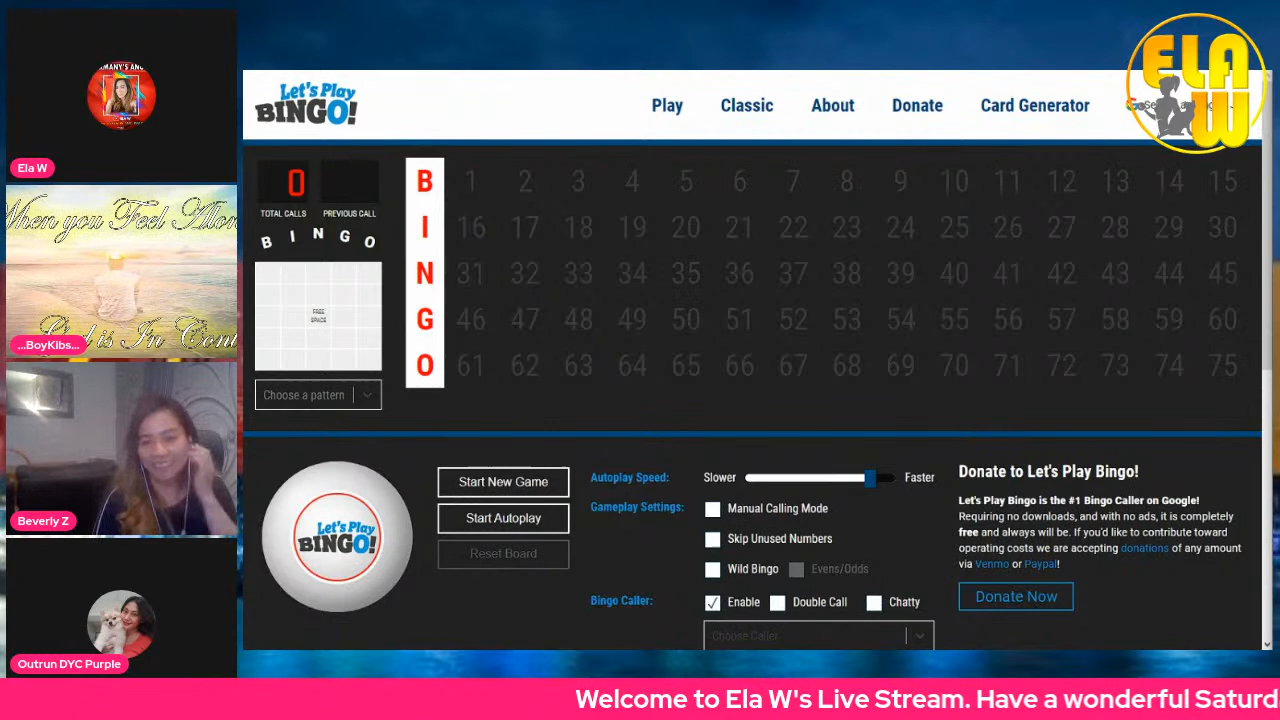 MANY'S ANG
Ela W
When you Feel Alon
God is In Cont
...BoyKibs...
Beverly Z
Outrun DYC Purple
ELA
W
Let's Play
BINGO!
Play
Classic
About
Donate
Card Generator
0
TOTAL CALLS
PREVIOUS CALL
B I N G O
FREE
SPACE
Choose a pattern
B 1 2 3 4 5 6 7 8 9 10 11 12 13 14 15
I 16 17 18 19 20 21 22 23 24 25 26 27 28 29 30
N 31 32 33 34 35 36 37 38 39 40 41 42 43 44 45
G 46 47 48 49 50 51 52 53 54 55 56 57 58 59 60
O 61 62 63 64 65 66 67 68 69 70 71 72 73 74 75
Let's Play
BINGO!
Start New Game
Start Autoplay
Reset Board
Autoplay Speed:
Slower
Faster
Gameplay Settings:
Manual Calling Mode
Skip Unused Numbers
Wild Bingo
Evens/Odds
Bingo Caller:
Enable
Double Call
Chatty
Choose Caller
Donate to Let's Play Bingo!
Let's Play Bingo is the #1 Bingo Caller on Google!
Requiring no downloads, and with no ads, it is completely
free and always will be. If you'd like to contribute toward
operating costs we are accepting donations of any amount
via Venmo or Paypal!
Donate Now
Welcome to Ela W's Live Stream. Have a wonderful Saturd